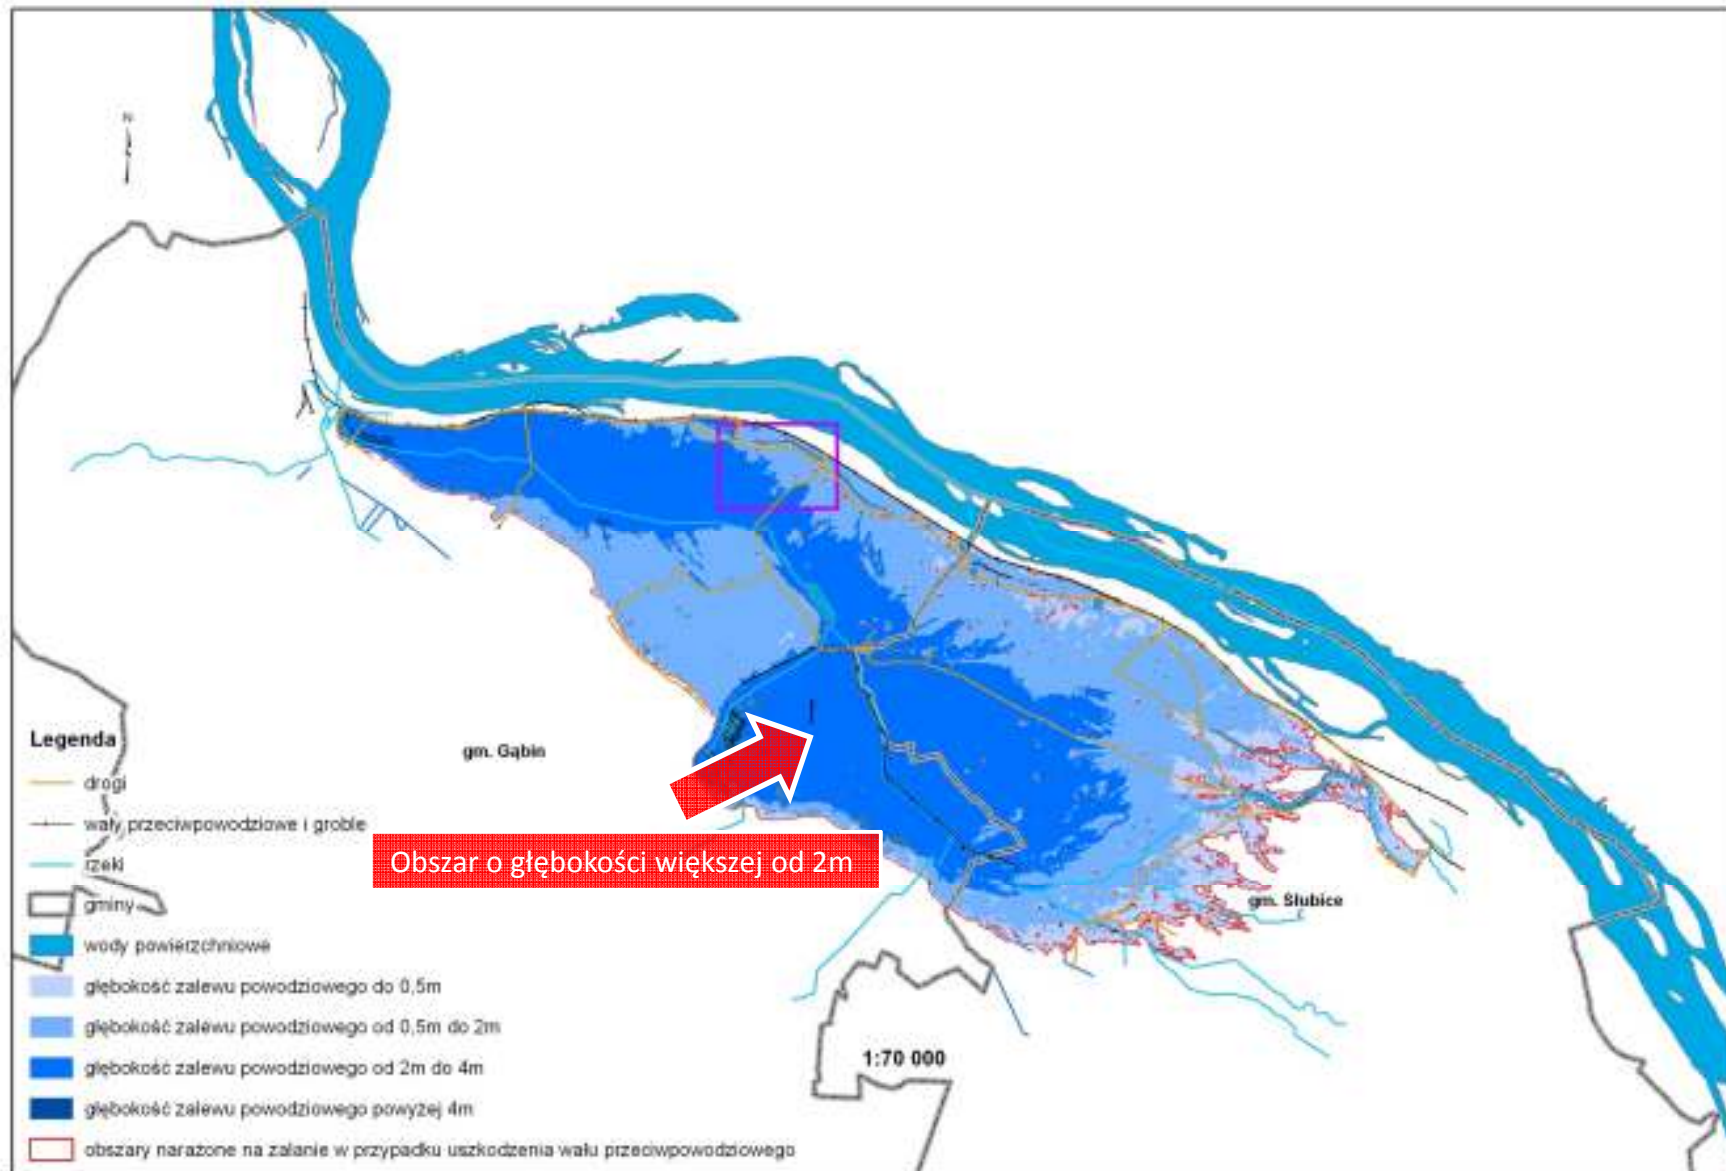 N
gm. Gąbin
Obszar o głębokości większej od 2m
gm. Słubice
1:70 000
Legenda
drogi
wały przeciwpowodziowe i groble
rzeki
gminy
wody powierzchniowe
głębokość zalewu powodziowego do 0,5m
głębokość zalewu powodziowego od 0,5m do 2m
głębokość zalewu powodziowego od 2m do 4m
głębokość zalewu powodziowego powyżej 4m
obszary narażone na zalanie w przypadku uszkodzenia wału przeciwpowodziowego